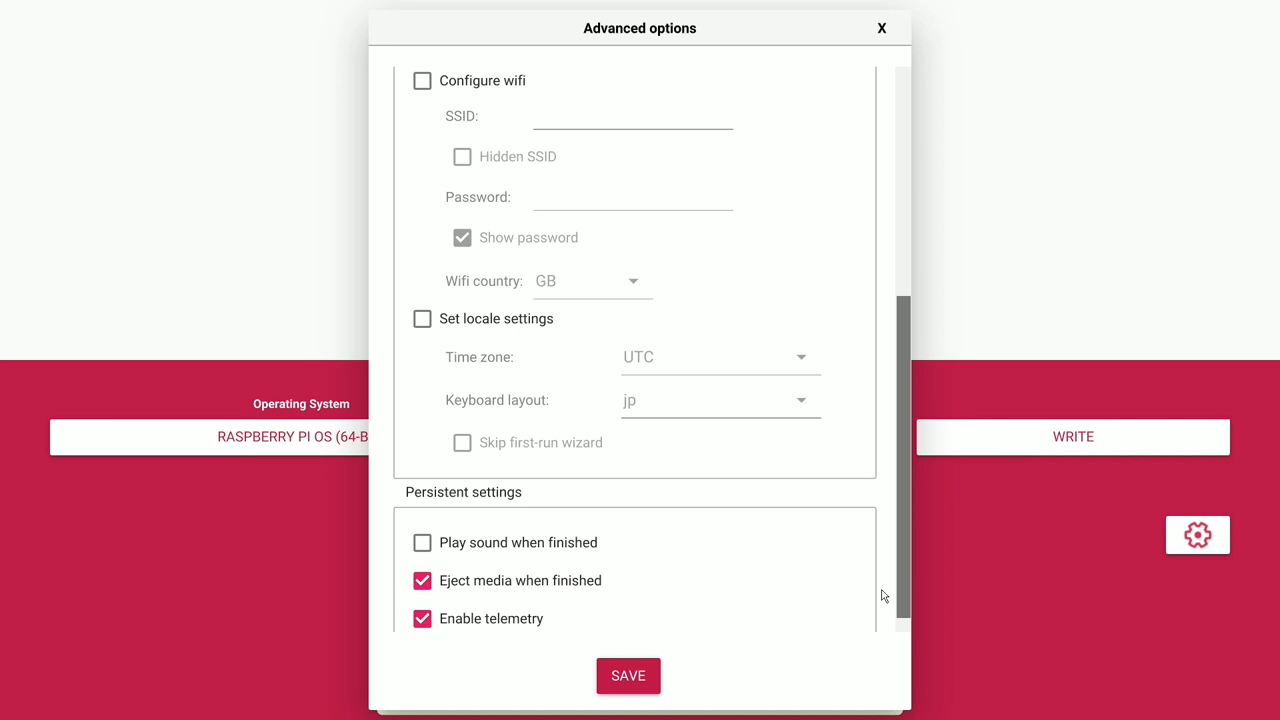 Advanced options
X
Configure wifi
SSID:
Hidden SSID
Password:
Show password
Wifi country: GB
Set locale settings
Time zone: UTC
Keyboard layout: jp
Skip first-run wizard
Persistent settings
Play sound when finished
Eject media when finished
Enable telemetry
SAVE
Operating System
RASPBERRY PI OS (64-B
WRITE